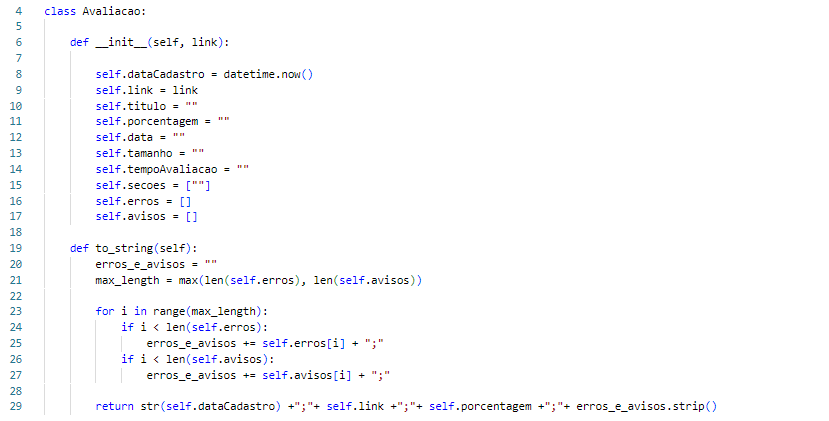 4 class Avaliacao:
5
6     def __init__(self, link):
7
8         self.dataCadastro = datetime.now()
9         self.link = link
10         self.titulo = ""
11         self.porcentagem = ""
12         self.data = ""
13         self.tamanho = ""
14         self.tempoAvaliacao = ""
15         self.secoes = [""]
16         self.erros = []
17         self.avisos = []
18
19     def to_string(self):
20         erros_e_avisos = ""
21         max_length = max(len(self.erros), len(self.avisos))
22
23         for i in range(max_length):
24             if i < len(self.erros):
25                 erros_e_avisos += self.erros[i] + ";"
26             if i < len(self.avisos):
27                 erros_e_avisos += self.avisos[i] + ";"
28
29         return str(self.dataCadastro) +";"+ self.link +";"+ self.porcentagem +";"+ erros_e_avisos.strip()